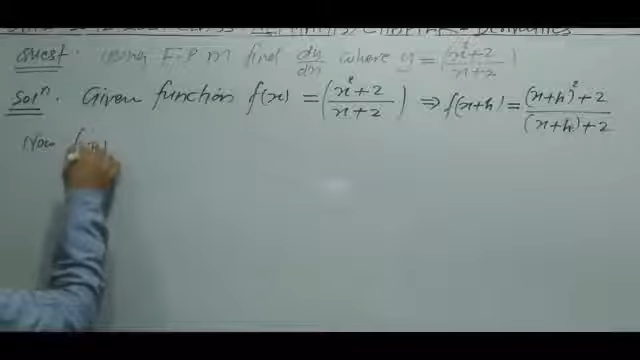 Quest. Using F.P.M find dy/dx where y = (x²+2 / x+2)
Solⁿ. Given function f(x) = (x²+2 / x+2) ⇒ f(x+h) = (x+h)²+2 / (x+h)+2
Now f(x)